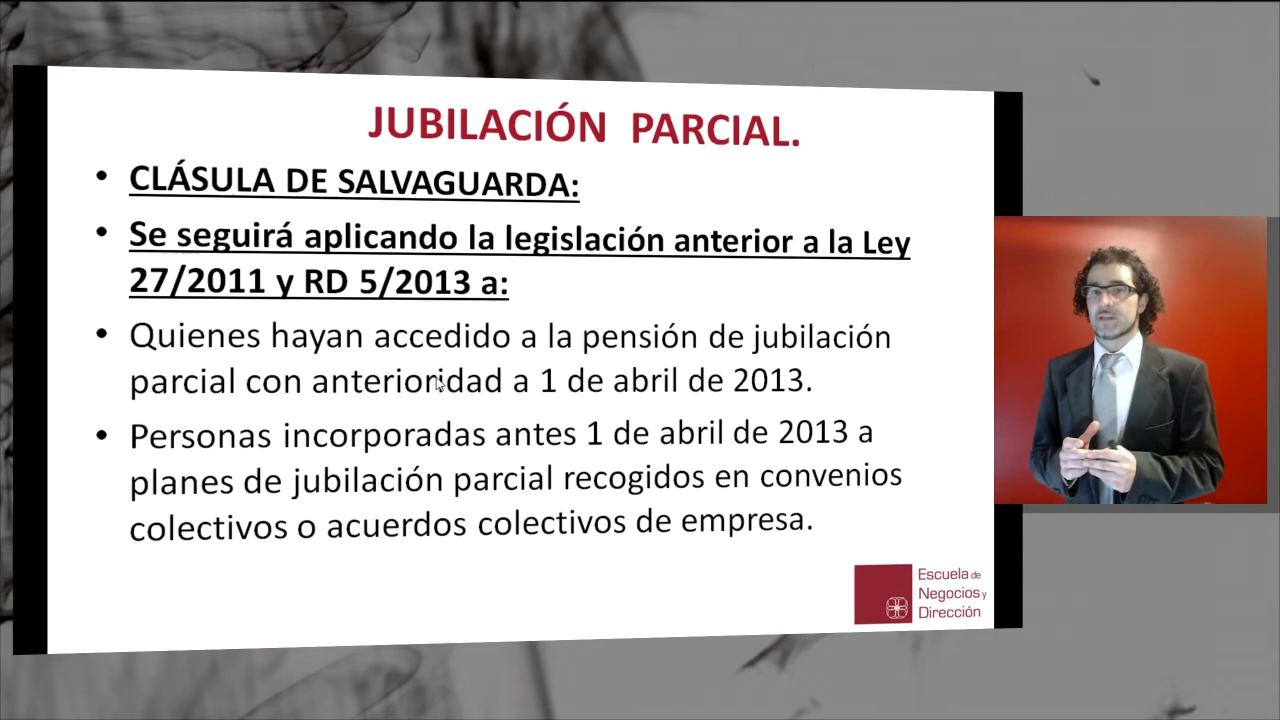 JUBILACIÓN PARCIAL.
• CLÁSULA DE SALVAGUARDA:
• Se seguirá aplicando la legislación anterior a la Ley
27/2011 y RD 5/2013 a:
• Quienes hayan accedido a la pensión de jubilación
parcial con anterioridad a 1 de abril de 2013.
• Personas incorporadas antes 1 de abril de 2013 a
planes de jubilación parcial recogidos en convenios
colectivos o acuerdos colectivos de empresa.
Escuela de
Negocios y
Dirección